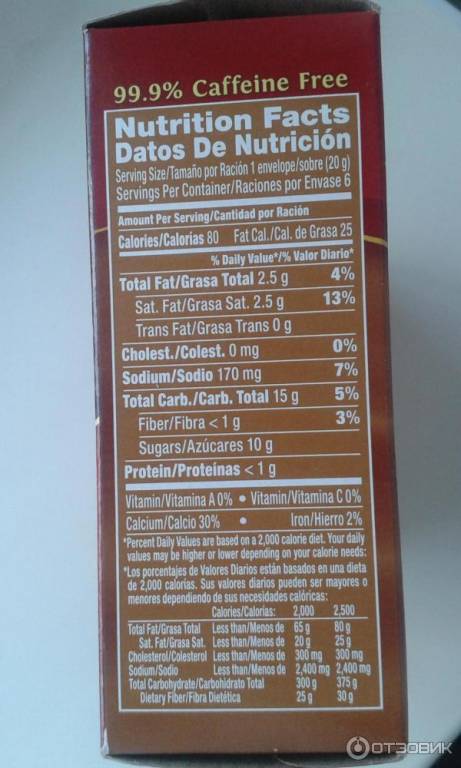 99.9% Caffeine Free
Nutrition Facts
Datos De Nutrición
Serving Size/Tamaño por Ración 1 envelope/sobre (20 g)
Servings Per Container/Raciones por Envase 6
Amount Per Serving/Cantidad por Ración
Calories/Calorías 80 Fat Cal./Cal. de Grasa 25
% Daily Value*/% Valor Diario*
Total Fat/Grasa Total 2.5 g 4%
Sat. Fat/Grasa Sat. 2.5 g 13%
Trans Fat/Grasa Trans 0 g
Cholest./Colest. 0 mg 0%
Sodium/Sodio 170 mg 7%
Total Carb./Carb. Total 15 g 5%
Fiber/Fibra < 1 g 3%
Sugars/Azúcares 10 g
Protein/Proteínas < 1 g
Vitamin/Vitamina A 0% • Vitamin/Vitamina C 0%
Calcium/Calcio 30% • Iron/Hierro 2%
*Percent Daily Values are based on a 2,000 calorie diet. Your daily
values may be higher or lower depending on your calorie needs:
*Los porcentajes de Valores Diarios están basados en una dieta
de 2,000 calorías. Sus valores diarios pueden ser mayores o
menores dependiendo de sus necesidades calóricas:
Calories/Calorías: 2,000 2,500
Total Fat/Grasa Total Less than/Menos de 65 g 80 g
Sat. Fat/Grasa Sat. Less than/Menos de 20 g 25 g
Cholesterol/Colesterol Less than/Menos de 300 mg 300 mg
Sodium/Sodio Less than/Menos de 2,400 mg 2,400 mg
Total Carbohydrate/Carbohidrato Total 300 g 375 g
Dietary Fiber/Fibra Dietética 25 g 30 g
ОТЗОВИК